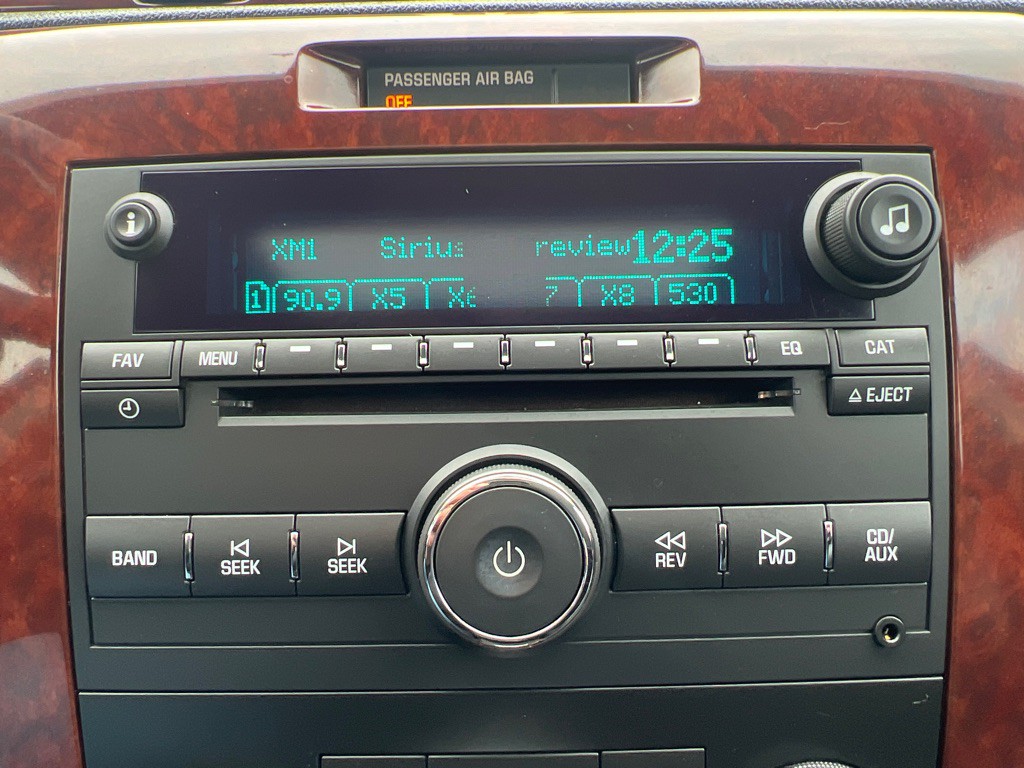 PASSENGER AIR BAG
OFF
XM1 Sirius review 12:25
1 90.9 X5 X6 7 X8 530
FAV MENU EQ CAT
EJECT
BAND SEEK SEEK REV FWD CD/
AUX